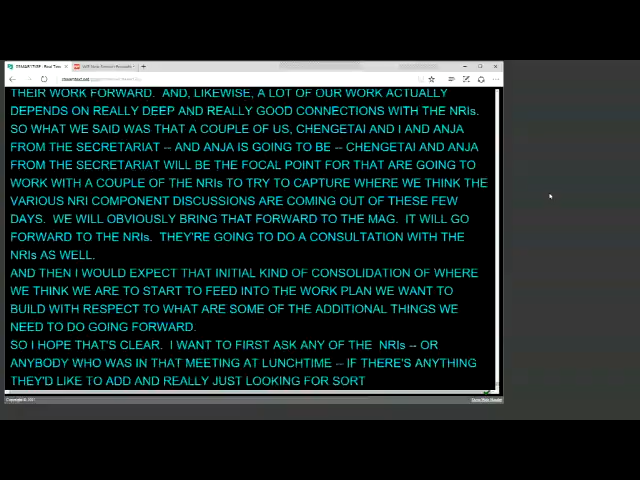 THEIR WORK FORWARD.  AND, LIKEWISE, A LOT OF OUR WORK ACTUALLY
DEPENDS ON REALLY DEEP AND REALLY GOOD CONNECTIONS WITH THE NRIs.
SO WHAT WE SAID WAS THAT A COUPLE OF US, CHENGETAI AND I AND ANJA
FROM THE SECRETARIAT -- AND ANJA IS GOING TO BE -- CHENGETAI AND ANJA
FROM THE SECRETARIAT WILL BE THE FOCAL POINT FOR THAT ARE GOING TO
WORK WITH A COUPLE OF THE NRIs TO TRY TO CAPTURE WHERE WE THINK THE
VARIOUS NRI COMPONENT DISCUSSIONS ARE COMING OUT OF THESE FEW
DAYS.  WE WILL OBVIOUSLY BRING THAT FORWARD TO THE MAG.  IT WILL GO
FORWARD TO THE NRIs.  THEY'RE GOING TO DO A CONSULTATION WITH THE
NRIs AS WELL.
AND THEN I WOULD EXPECT THAT INITIAL KIND OF CONSOLIDATION OF WHERE
WE THINK WE ARE TO START TO FEED INTO THE WORK PLAN WE WANT TO
BUILD WITH RESPECT TO WHAT ARE SOME OF THE ADDITIONAL THINGS WE
NEED TO DO GOING FORWARD.
SO I HOPE THAT'S CLEAR.  I WANT TO FIRST ASK ANY OF THE  NRIs -- OR
ANYBODY WHO WAS IN THAT MEETING AT LUNCHTIME -- IF THERE'S ANYTHING
THEY'D LIKE TO ADD AND REALLY JUST LOOKING FOR SORT